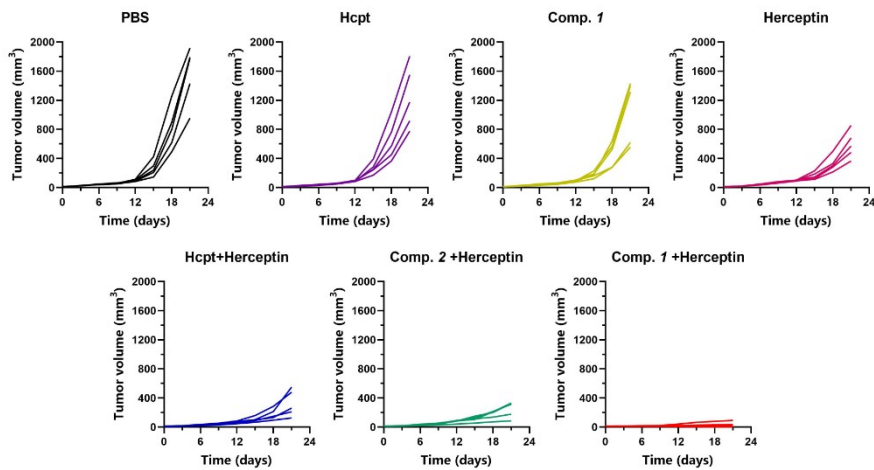 PBS
Hcpt
Comp. 1
Herceptin
Tumor volume (mm³)
2000
1600
1200
800
400
0
0 6 12 18 24
Time (days)
Tumor volume (mm³)
2000
1600
1200
800
400
0
0 6 12 18 24
Time (days)
Tumor volume (mm³)
2000
1600
1200
800
400
0
0 6 12 18 24
Time (days)
Tumor volume (mm³)
2000
1600
1200
800
400
0
0 6 12 18 24
Time (days)
Hcpt+Herceptin
Comp. 2 +Herceptin
Comp. 1 +Herceptin
Tumor volume (mm³)
2000
1600
1200
800
400
0
0 6 12 18 24
Time (days)
Tumor volume (mm³)
2000
1600
1200
800
400
0
0 6 12 18 24
Time (days)
Tumor volume (mm³)
2000
1600
1200
800
400
0
0 6 12 18 24
Time (days)